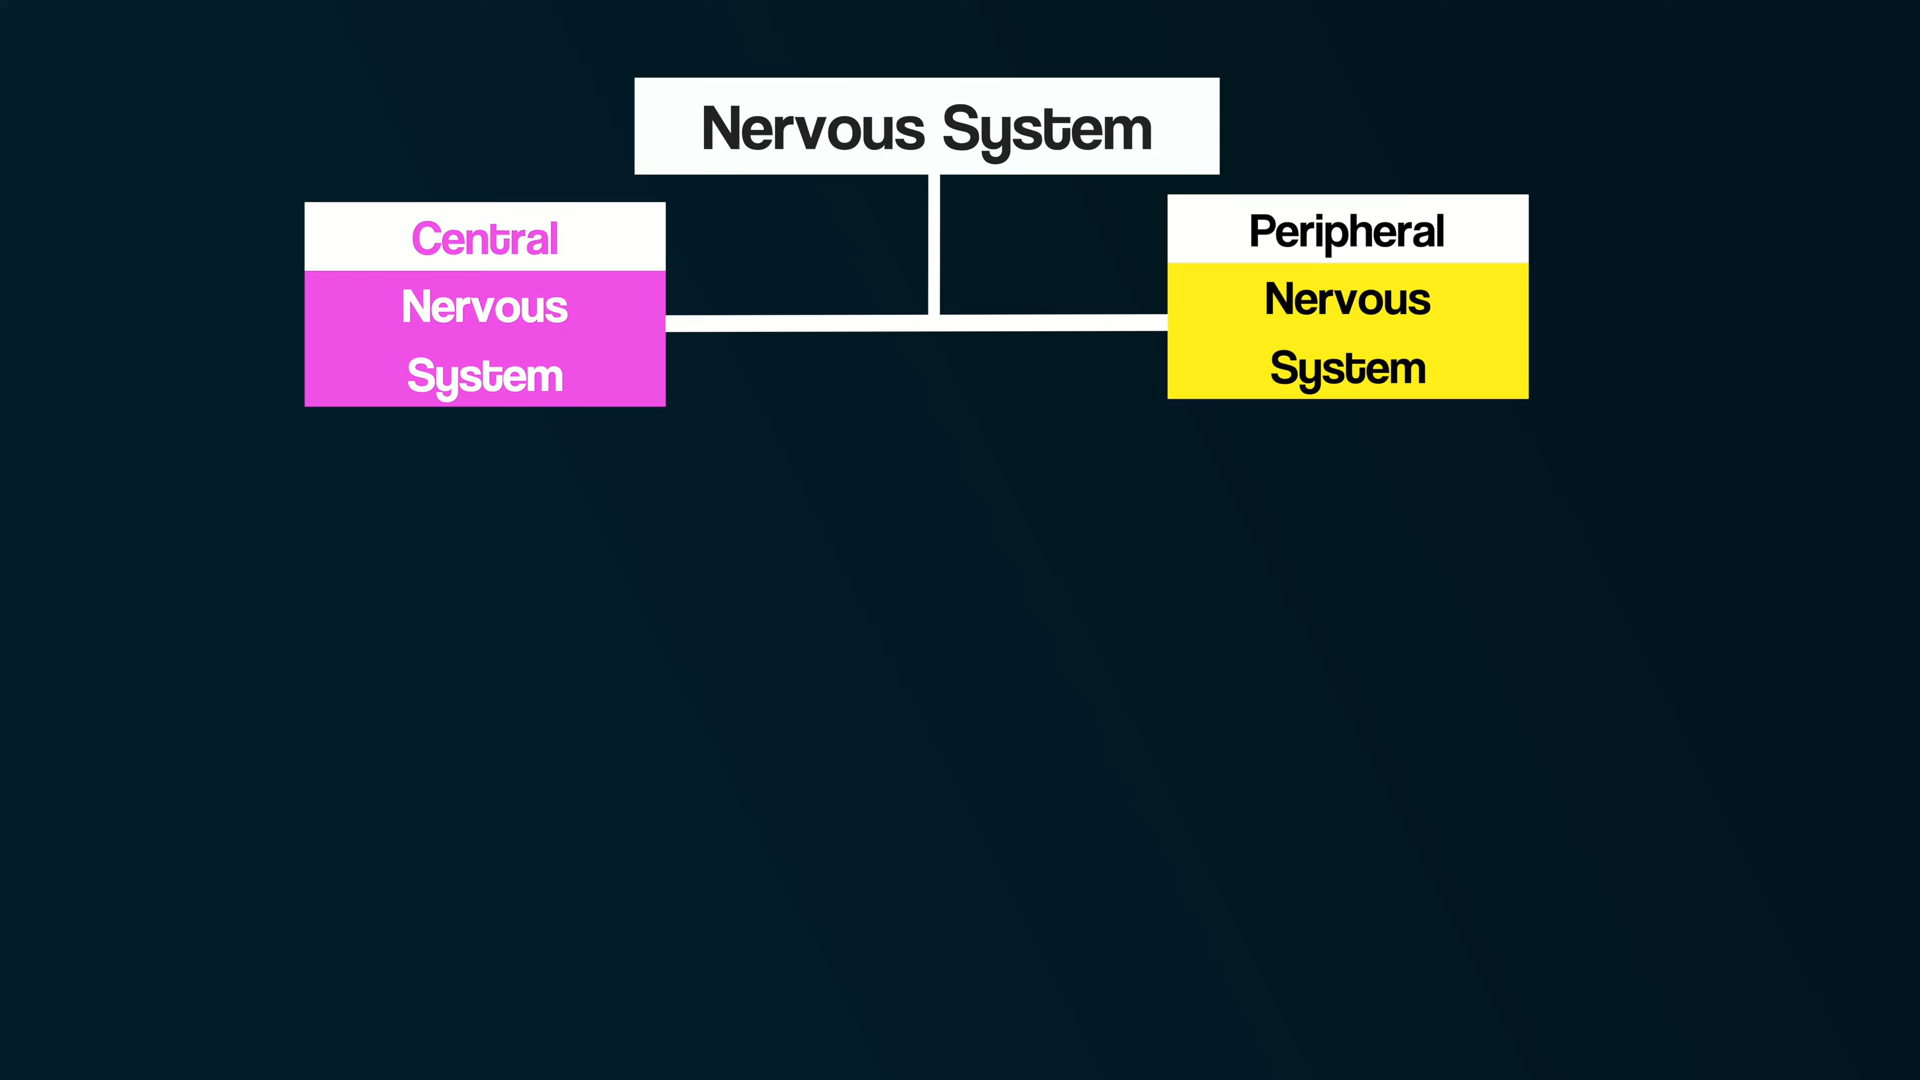 Nervous System
Central
Nervous
System
Peripheral
Nervous
System